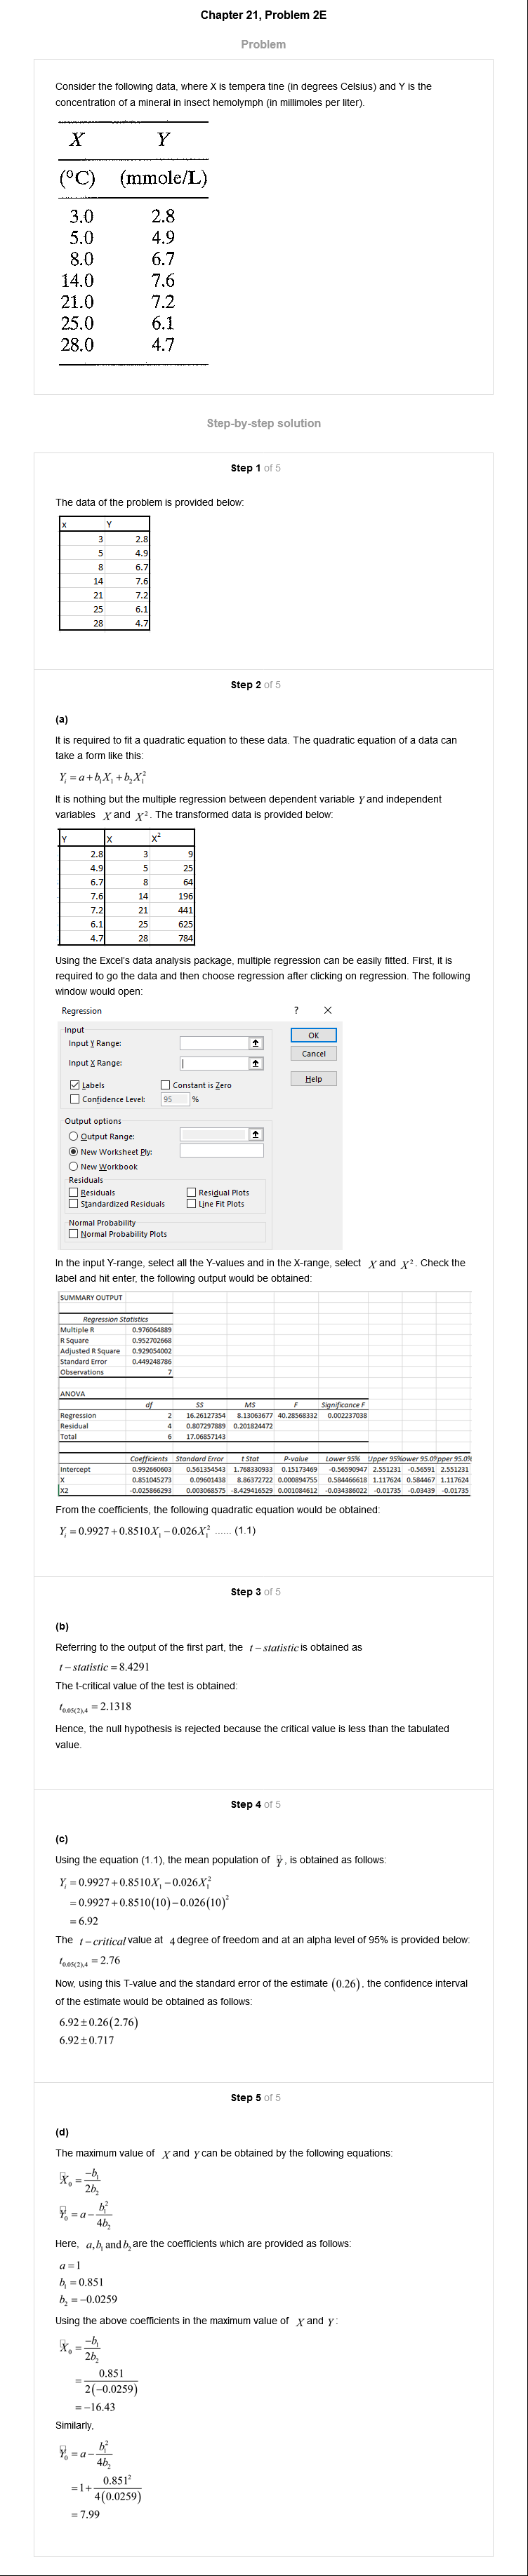 Chapter 21, Problem 2E
Problem
Consider the following data, where X is tempera tine (in degrees Celsius) and Y is the
concentration of a mineral in insect hemolymph (in millimoles per liter).
X Y
(°C) (mmole/L)
3.0 2.8
5.0 4.9
8.0 6.7
14.0 7.6
21.0 7.2
25.0 6.1
28.0 4.7
Step-by-step solution
Step 1 of 5
The data of the problem is provided below:
x Y
3 2.8
5 4.9
8 6.7
14 7.6
21 7.2
25 6.1
28 4.7
Step 2 of 5
(a)
It is required to fit a quadratic equation to these data. The quadratic equation of a data can
take a form like this:
Y_i = a + b_1X_1 + b_2X_1^2
It is nothing but the multiple regression between dependent variable Y and independent
variables X and X². The transformed data is provided below:
Y X X²
2.8 3 9
4.9 5 25
6.7 8 64
7.6 14 196
7.2 21 441
6.1 25 625
4.7 28 784
Using the Excel's data analysis package, multiple regression can be easily fitted. First, it is
required to go the data and then choose regression after clicking on regression. The following
window would open:
Regression ? X
Input
Input Y Range:
OK
Input X Range:
Cancel
Labels Constant is Zero
Help
Confidence Level: 95 %
Output options
Output Range:
New Worksheet Ply:
New Workbook
Residuals
Residuals Residual Plots
Standardized Residuals Line Fit Plots
Normal Probability
Normal Probability Plots
In the input Y-range, select all the Y-values and in the X-range, select X and X². Check the
label and hit enter, the following output would be obtained:
SUMMARY OUTPUT
Regression Statistics
Multiple R 0.976064889
R Square 0.952702668
Adjusted R Square 0.929054002
Standard Error 0.449248786
Observations 7
ANOVA
df SS MS F Significance F
Regression 2 16.26127354 8.13063677 40.28568332 0.002237038
Residual 4 0.807297889 0.201824472
Total 6 17.06857143
Coefficients Standard Error t Stat P-value Lower 95% Upper 95% Lower 95.0% Upper 95.0%
Intercept 0.992660603 0.561354543 1.768330933 0.15173469 -0.56590947 2.551231 -0.56591 2.551231
X 0.851045273 0.09601438 8.86372722 0.000894755 0.584466618 1.117624 0.584467 1.117624
X2 -0.025866293 0.003068575 -8.429416529 0.001084612 -0.034386022 -0.01735 -0.03439 -0.01735
From the coefficients, the following quadratic equation would be obtained:
Y_i = 0.9927 + 0.8510X_1 − 0.026X_1^2 ...... (1.1)
Step 3 of 5
(b)
Referring to the output of the first part, the t − statistic is obtained as
t − statistic = 8.4291
The t-critical value of the test is obtained:
t_{0.05(2),4} = 2.1318
Hence, the null hypothesis is rejected because the critical value is less than the tabulated
value.
Step 4 of 5
(c)
Using the equation (1.1), the mean population of Y, is obtained as follows:
Y_i = 0.9927 + 0.8510X_1 − 0.026X_1^2
= 0.9927 + 0.8510(10) − 0.026(10)^2
= 6.92
The t − critical value at 4 degree of freedom and at an alpha level of 95% is provided below:
t_{0.05(2),4} = 2.76
Now, using this T-value and the standard error of the estimate (0.26), the confidence interval
of the estimate would be obtained as follows:
6.92 ± 0.26(2.76)
6.92 ± 0.717
Step 5 of 5
(d)
The maximum value of X and Y can be obtained by the following equations:
X_0 = −b_1 / 2b_2
Y_0 = a − b_1^2 / 4b_2
Here, a, b_1 and b_2 are the coefficients which are provided as follows:
a = 1
b_1 = 0.851
b_2 = −0.0259
Using the above coefficients in the maximum value of X and Y:
X_0 = −b_1 / 2b_2
= 0.851 / 2(−0.0259)
= −16.43
Similarly,
Y_0 = a − b_1^2 / 4b_2
= 1 + 0.851^2 / 4(0.0259)
= 7.99